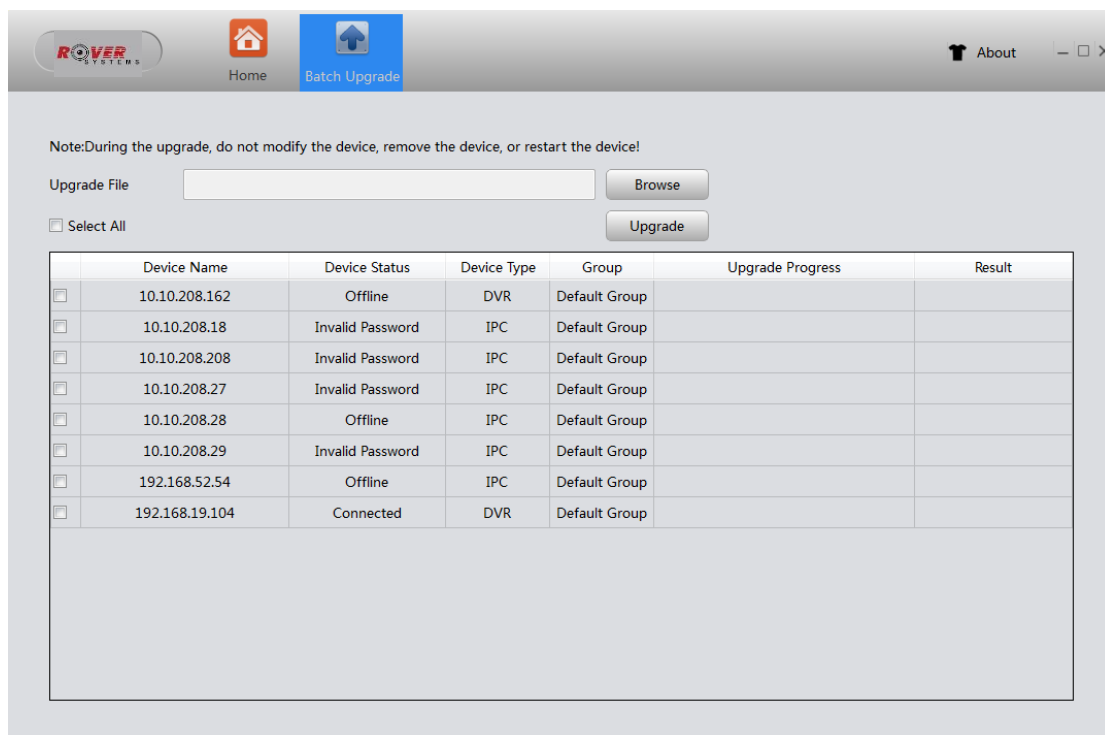 ROVER
SYSTEMS
Home
Batch Upgrade
About
Note:During the upgrade, do not modify the device, remove the device, or restart the device!
Upgrade File Browse
Select All Upgrade
Device Name Device Status Device Type Group Upgrade Progress Result
10.10.208.162 Offline DVR Default Group
10.10.208.18 Invalid Password IPC Default Group
10.10.208.208 Invalid Password IPC Default Group
10.10.208.27 Invalid Password IPC Default Group
10.10.208.28 Offline IPC Default Group
10.10.208.29 Invalid Password IPC Default Group
192.168.52.54 Offline IPC Default Group
192.168.19.104 Connected DVR Default Group